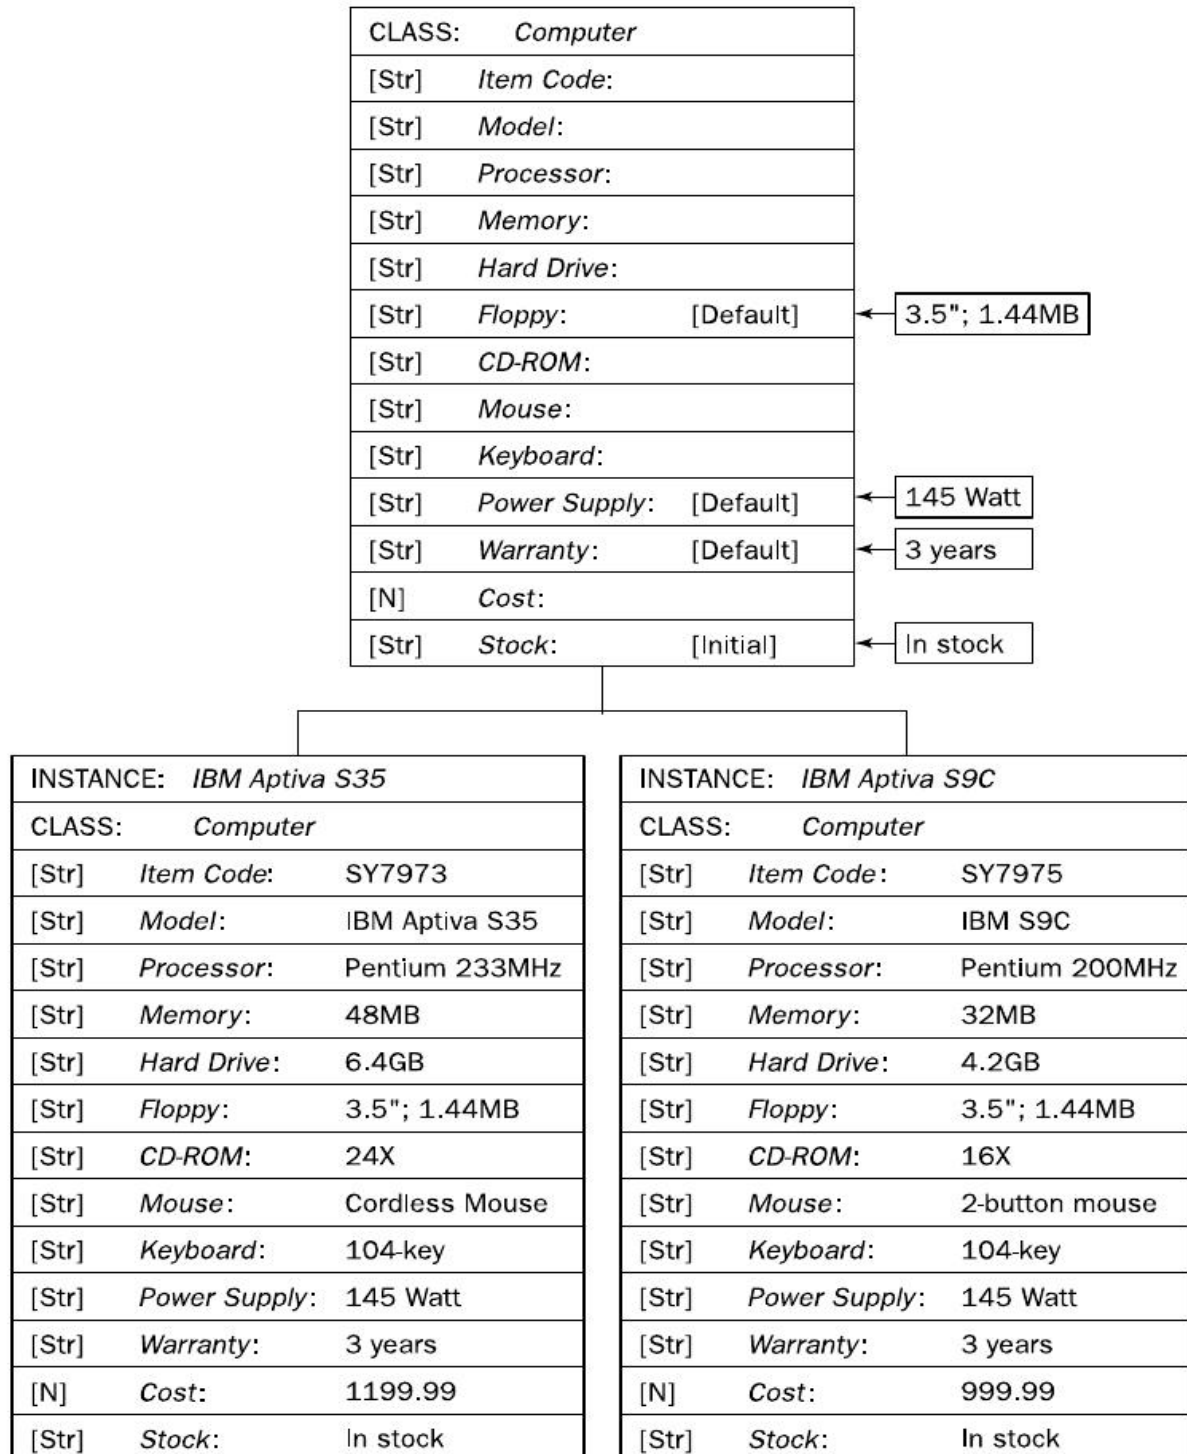 CLASS: Computer
[Str] Item Code:
[Str] Model:
[Str] Processor:
[Str] Memory:
[Str] Hard Drive:
[Str] Floppy: [Default] 3.5"; 1.44MB
[Str] CD-ROM:
[Str] Mouse:
[Str] Keyboard:
[Str] Power Supply: [Default] 145 Watt
[Str] Warranty: [Default] 3 years
[N] Cost:
[Str] Stock: [Initial] In stock
INSTANCE: IBM Aptiva S35
CLASS: Computer
[Str] Item Code: SY7973
[Str] Model: IBM Aptiva S35
[Str] Processor: Pentium 233MHz
[Str] Memory: 48MB
[Str] Hard Drive: 6.4GB
[Str] Floppy: 3.5"; 1.44MB
[Str] CD-ROM: 24X
[Str] Mouse: Cordless Mouse
[Str] Keyboard: 104-key
[Str] Power Supply: 145 Watt
[Str] Warranty: 3 years
[N] Cost: 1199.99
[Str] Stock: In stock
INSTANCE: IBM Aptiva S9C
CLASS: Computer
[Str] Item Code: SY7975
[Str] Model: IBM S9C
[Str] Processor: Pentium 200MHz
[Str] Memory: 32MB
[Str] Hard Drive: 4.2GB
[Str] Floppy: 3.5"; 1.44MB
[Str] CD-ROM: 16X
[Str] Mouse: 2-button mouse
[Str] Keyboard: 104-key
[Str] Power Supply: 145 Watt
[Str] Warranty: 3 years
[N] Cost: 999.99
[Str] Stock: In stock